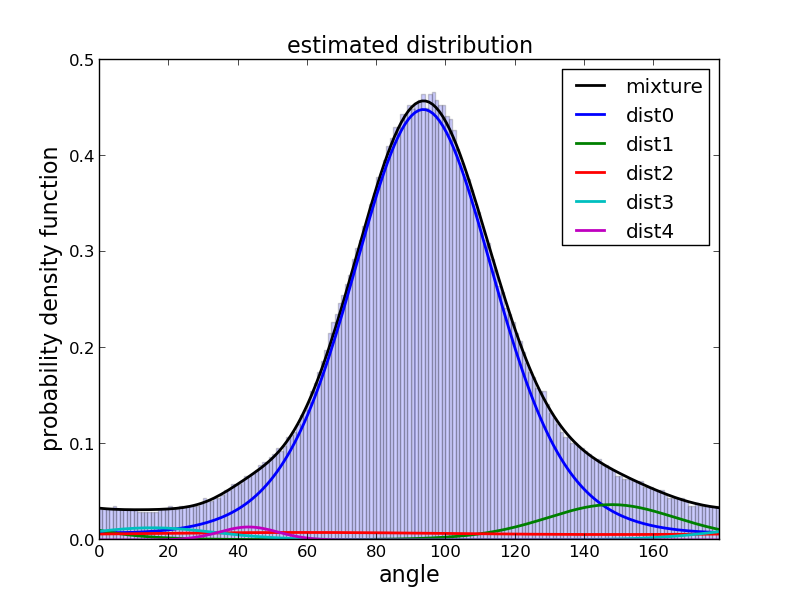 estimated distribution
probability density function
0.5
0.4
0.3
0.2
0.1
0.0
mixture
dist0
dist1
dist2
dist3
dist4
0 20 40 60 80 100 120 140 160
angle